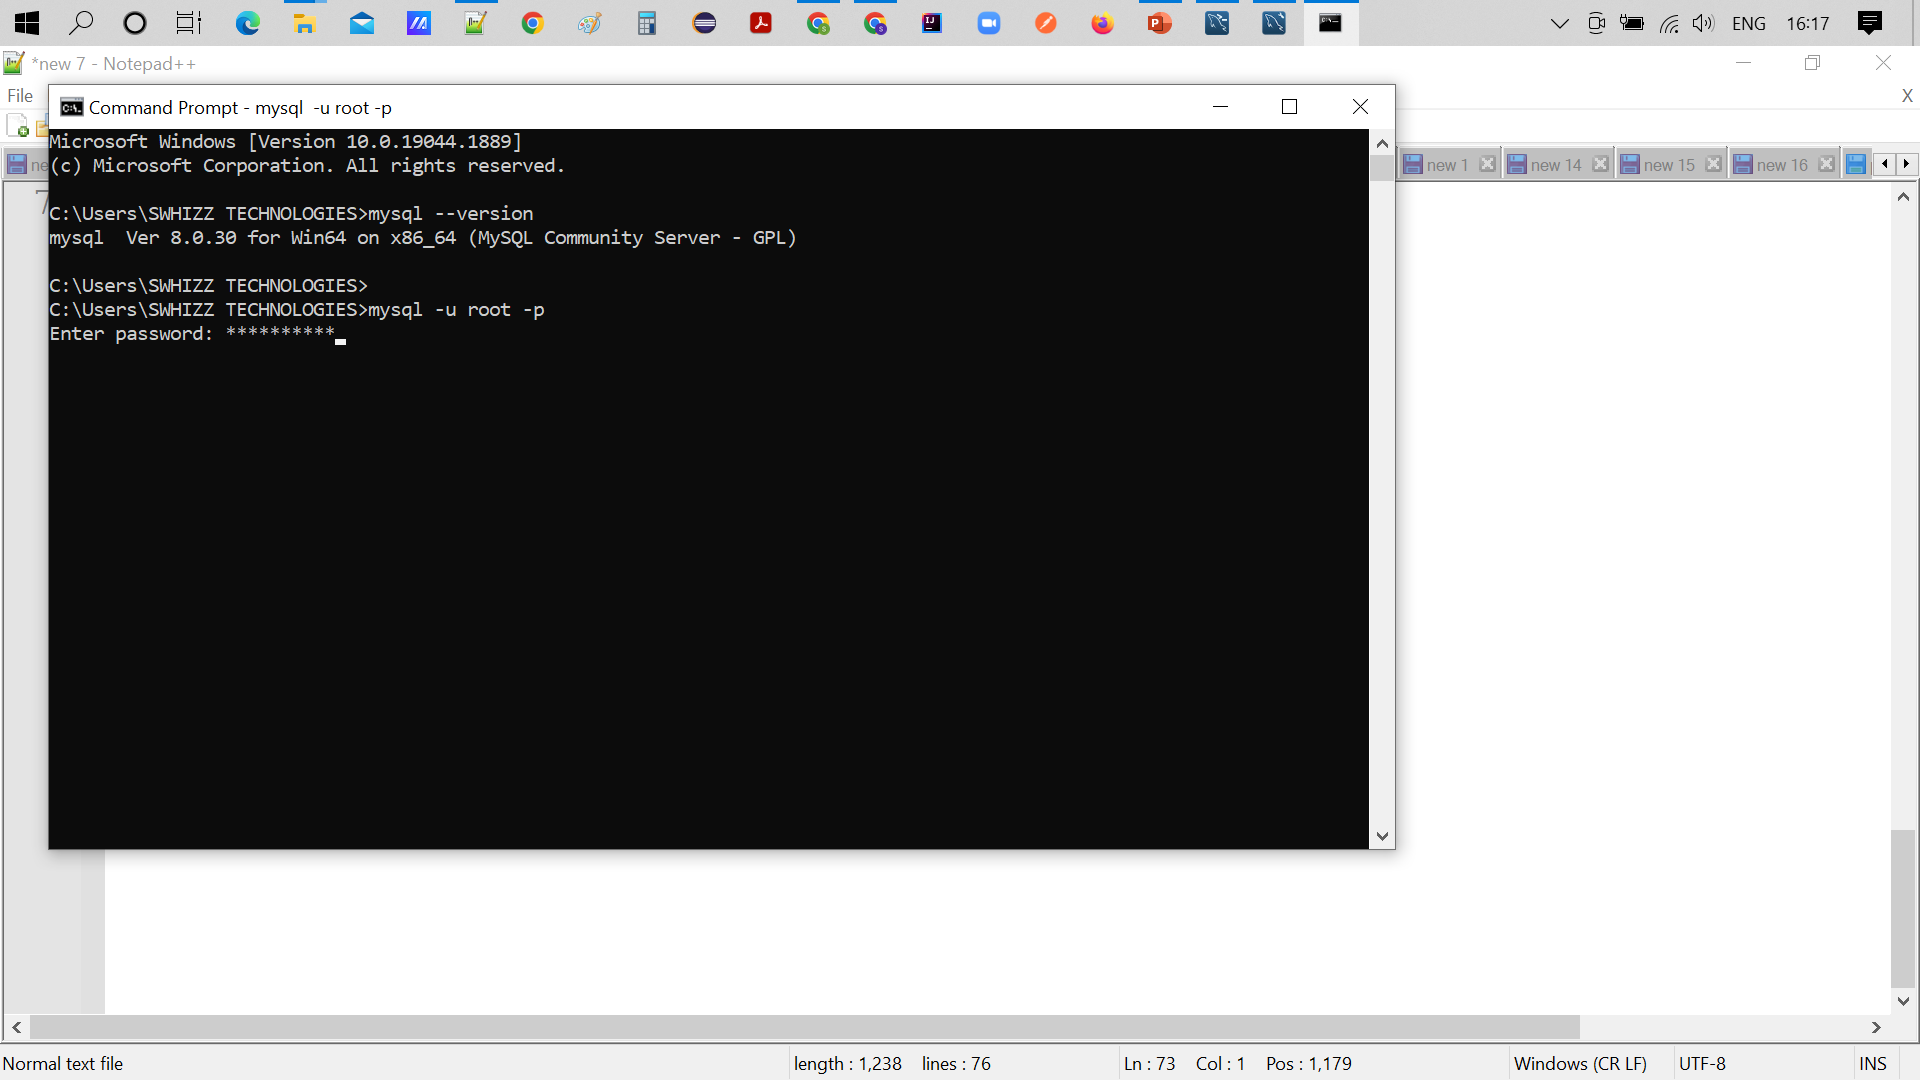 ENG 16:17
*new 7 - Notepad++
File
X
Command Prompt - mysql  -u root -p
new 1 new 14 new 15 new 16
Microsoft Windows [Version 10.0.19044.1889]
(c) Microsoft Corporation. All rights reserved.
C:\Users\SWHIZZ TECHNOLOGIES>mysql --version
mysql  Ver 8.0.30 for Win64 on x86_64 (MySQL Community Server - GPL)
C:\Users\SWHIZZ TECHNOLOGIES>
C:\Users\SWHIZZ TECHNOLOGIES>mysql -u root -p
Enter password: **********
Normal text file length : 1,238 lines : 76 Ln : 73 Col : 1 Pos : 1,179 Windows (CR LF) UTF-8 INS